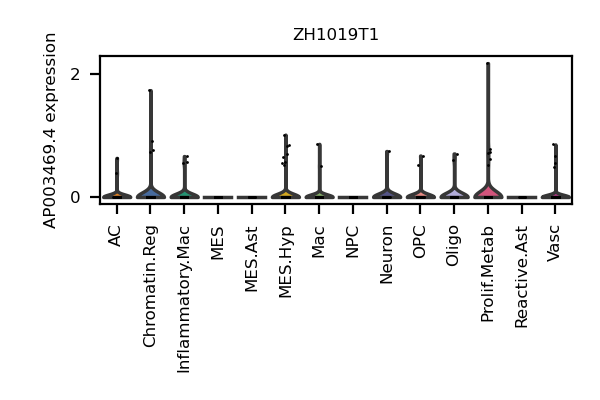 ZH1019T1
AP003469.4 expression
2
0
AC
Chromatin.Reg
Inflammatory.Mac
MES
MES.Ast
MES.Hyp
Mac
NPC
Neuron
OPC
Oligo
Prolif.Metab
Reactive.Ast
Vasc